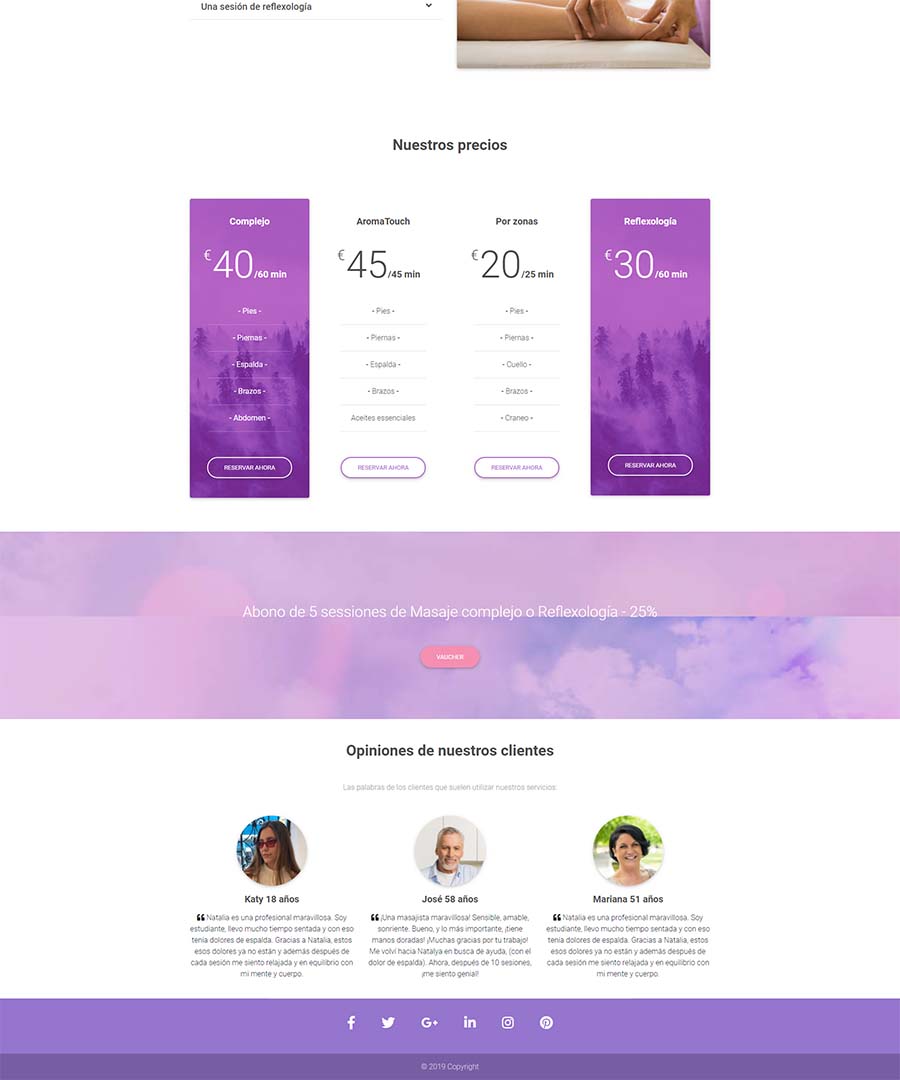 Una sesión de reflexología
Nuestros precios
Complejo
€40/60 min
- Pies -
- Piernas -
- Espalda -
- Brazos -
- Abdomen -
RESERVAR AHORA
AromaTouch
€45/45 min
- Pies -
- Piernas -
- Espalda -
- Brazos -
Aceites essenciales
RESERVAR AHORA
Por zonas
€20/25 min
- Pies -
- Piernas -
- Cuello -
- Brazos -
- Craneo -
RESERVAR AHORA
Reflexología
€30/60 min
RESERVAR AHORA
Abono de 5 sessiones de Masaje complejo o Reflexología - 25%
VAUCHER
Opiniones de nuestros clientes
Las palabras de los clientes que suelen utilizar nuestros servicios:
Katy 18 años
❝ Natalia es una profesional maravillosa. Soy
estudiante, llevo mucho tiempo sentada y con eso
tenía dolores de espalda. Gracias a Natalia, estos
esos dolores ya no están y además después de
cada sesión me siento relajada y en equilibrio con
mi mente y cuerpo.
José 58 años
❝ ¡Una masajista maravillosa! Sensible, amable,
sonriente. Bueno, y lo más importante, ¡tiene
manos doradas! ¡Muchas gracias por tu trabajo!
Me volví hacia Natalya en busca de ayuda, (con el
dolor de espalda). Ahora, después de 10 sesiones,
¡me siento genial!
Mariana 51 años
❝ Natalia es una profesional maravillosa. Soy
estudiante, llevo mucho tiempo sentada y con eso
tenía dolores de espalda. Gracias a Natalia, estos
esos dolores ya no están y además después de
cada sesión me siento relajada y en equilibrio con
mi mente y cuerpo.
© 2019 Copyright